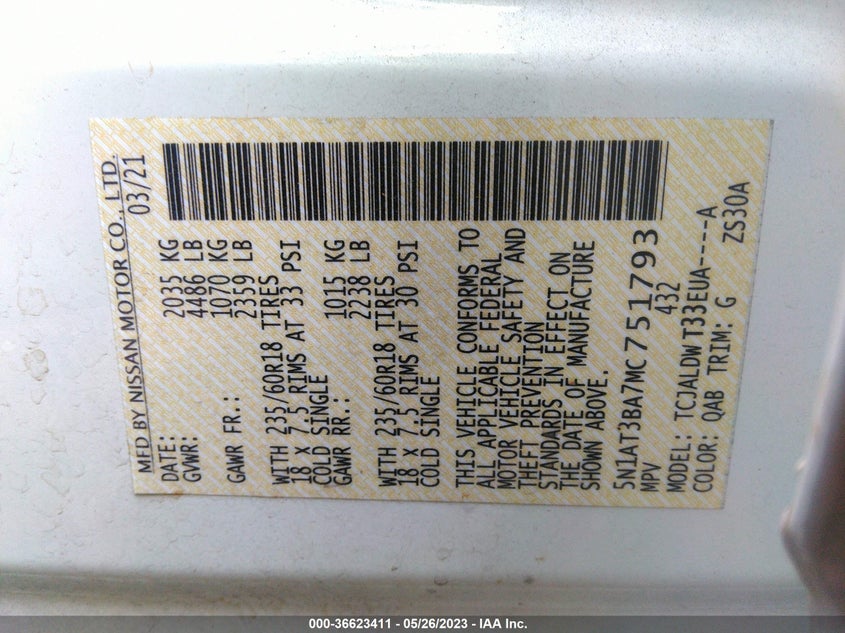 MFD BY NISSAN MOTOR CO., LTD.
DATE: 03/21
GVWR: 2035 KG
4486 LB
GAWR FR.: 1070 KG
2359 LB
WITH 235/60R18 TIRES
18 x 7.5 RIMS AT 33 PSI
COLD SINGLE
GAWR RR.: 1015 KG
2238 LB
WITH 235/60R18 TIRES
18 x 7.5 RIMS AT 30 PSI
COLD SINGLE
THIS VEHICLE CONFORMS TO
ALL APPLICABLE FEDERAL
MOTOR VEHICLE SAFETY AND
THEFT PREVENTION
STANDARDS IN EFFECT ON
THE DATE OF MANUFACTURE
SHOWN ABOVE.
5N1AT3BA7MC751793
MPV 432
MODEL: TCJALDWT33EUA----A
COLOR: QAB TRIM: G ZS30A
000-36623411 - 05/26/2023 - IAA Inc.